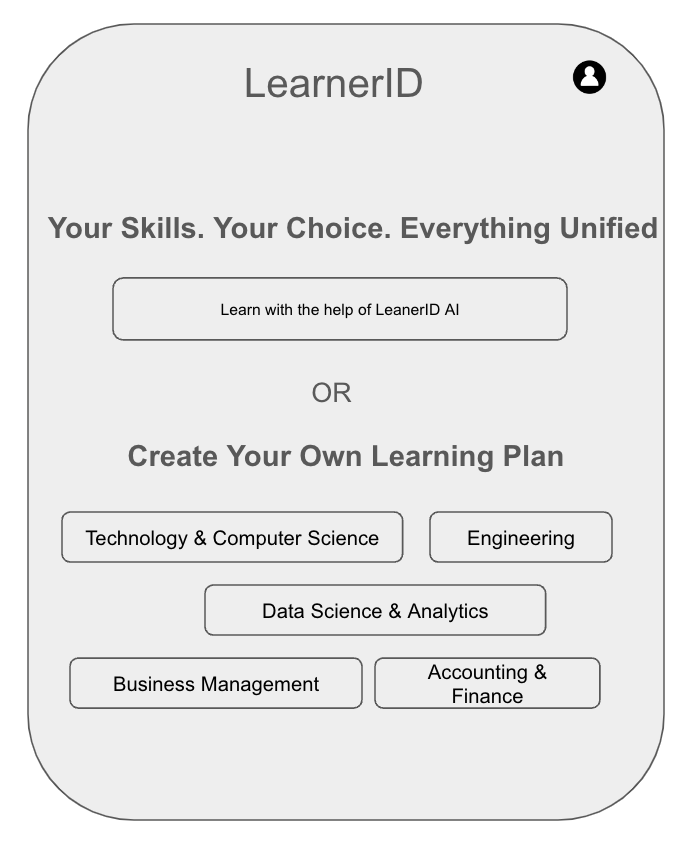 LearnerID
Your Skills. Your Choice. Everything Unified
Learn with the help of LeanerID AI
OR
Create Your Own Learning Plan
Technology & Computer Science
Engineering
Data Science & Analytics
Business Management
Accounting &
Finance